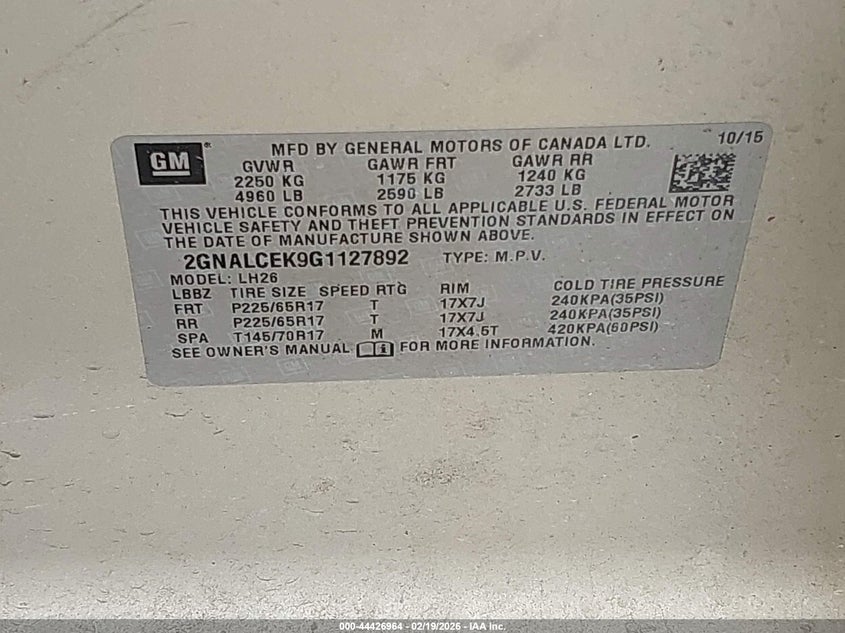 GM
MFD BY GENERAL MOTORS OF CANADA LTD. 10/15
GVWR GAWR FRT GAWR RR
2250 KG 1175 KG 1240 KG
4960 LB 2590 LB 2733 LB
THIS VEHICLE CONFORMS TO ALL APPLICABLE U.S. FEDERAL MOTOR
VEHICLE SAFETY AND THEFT PREVENTION STANDARDS IN EFFECT ON
THE DATE OF MANUFACTURE SHOWN ABOVE.
2GNALCEK9G1127892 TYPE: M.P.V.
MODEL: LH26
LBBZ TIRE SIZE SPEED RTG RIM COLD TIRE PRESSURE
FRT P225/65R17 T 17X7J 240KPA(35PSI)
RR P225/65R17 T 17X7J 240KPA(35PSI)
SPA T145/70R17 M 17X4.5T 420KPA(60PSI)
SEE OWNER'S MANUAL FOR MORE INFORMATION.
000-44426964 - 02/19/2026 - IAA Inc.